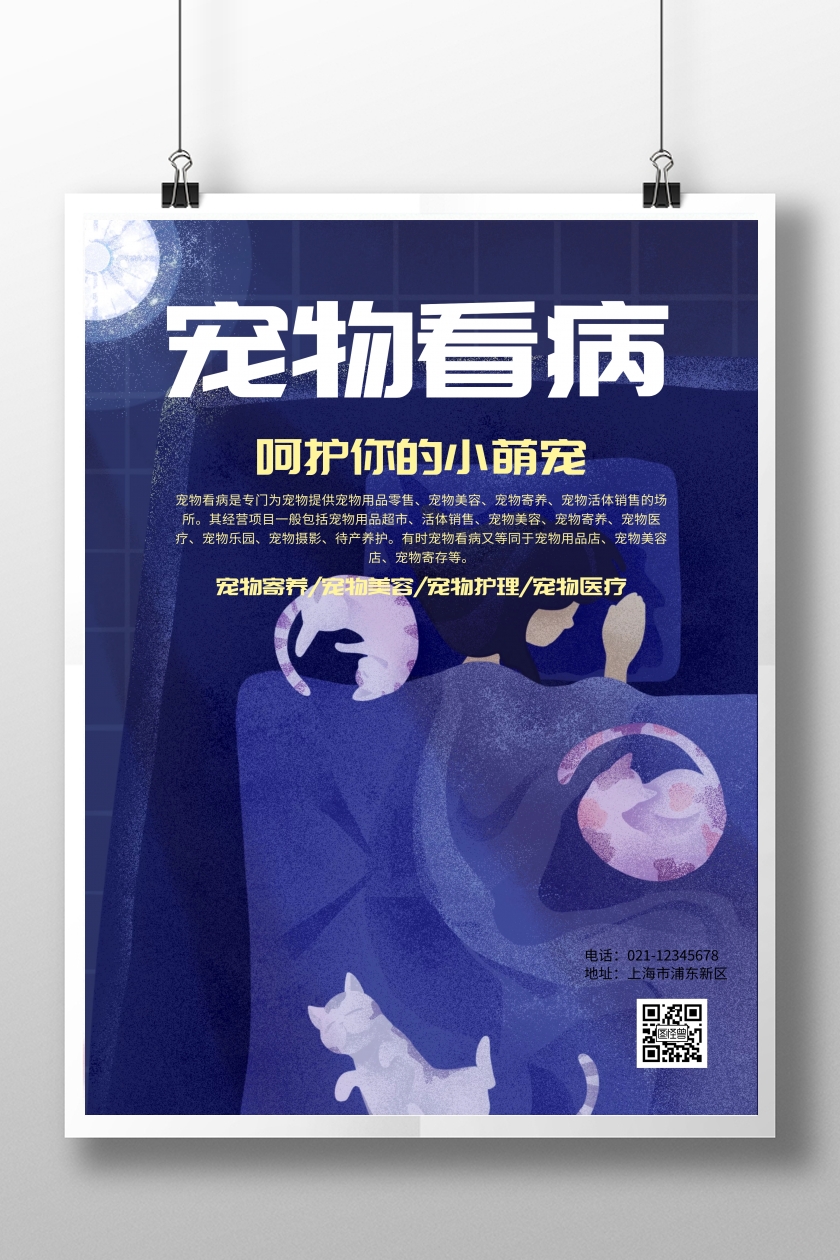 宠物看病
呵护你的小萌宠
宠物看病是专门为宠物提供宠物用品零售、宠物美容、宠物寄养、宠物活体销售的场
所。其经营项目一般包括宠物用品超市、活体销售、宠物美容、宠物寄养、宠物医
疗、宠物乐园、宠物摄影、待产养护。有时宠物看病又等同于宠物用品店、宠物美容
店、宠物寄存等。
宠物寄养/宠物美容/宠物护理/宠物医疗
电话：021-12345678
地址：上海市浦东新区
图怪兽